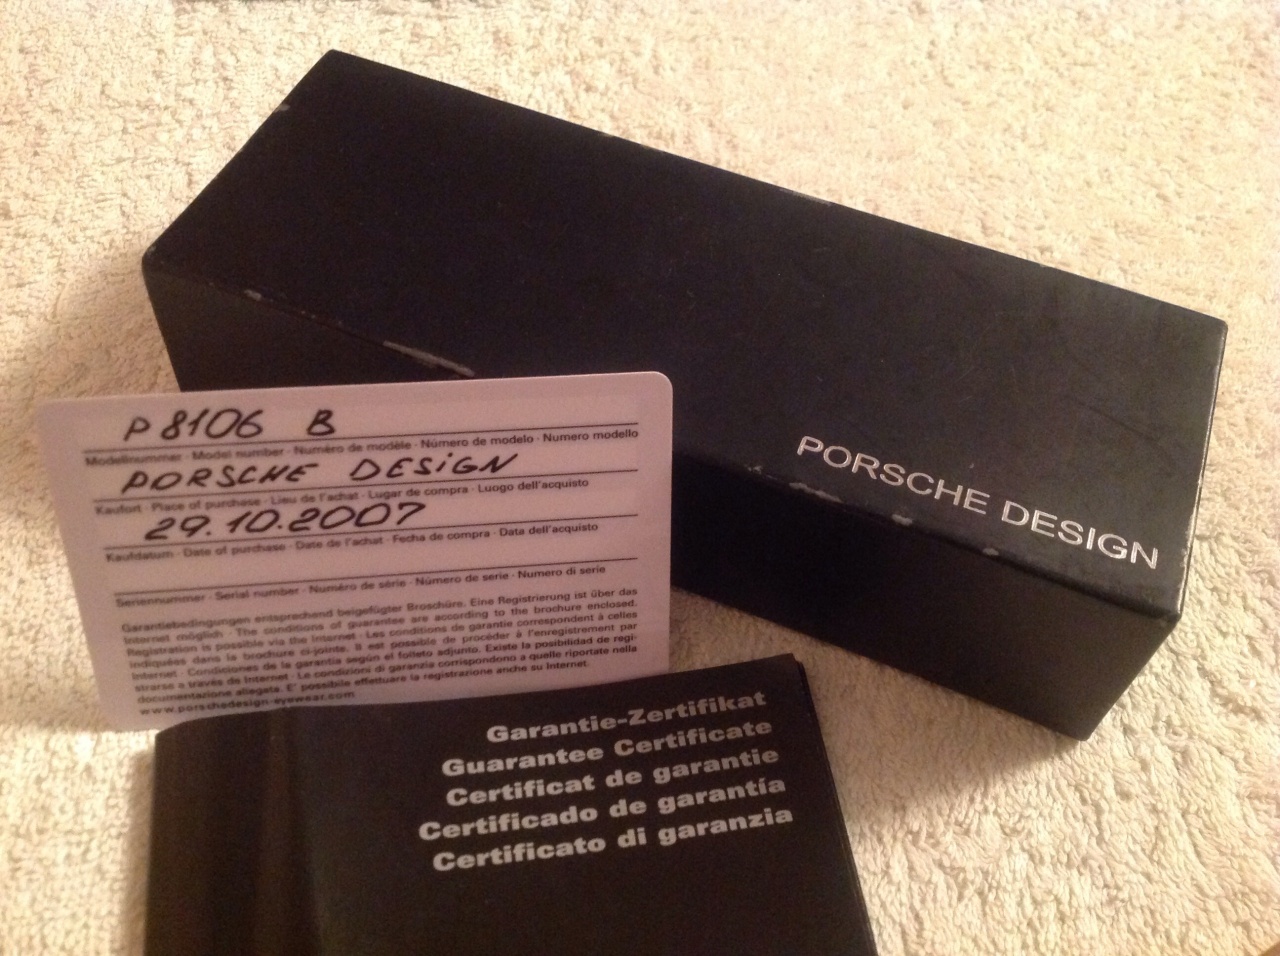 PORSCHE DESIGN
P 8106 B
Modellnummer · Model number · Numéro de modèle · Número de modelo · Numero modello
PORSCHE DESiGN
Kaufort · Place of purchase · Lieu de l'achat · Lugar de compra · Luogo dell'acquisto
29.10.2007
Kaufdatum · Date of purchase · Date de l'achat · Fecha de compra · Data dell'acquisto
Seriennummer · Serial number · Numéro de série · Número de serie · Numero di serie
Garantiebedingungen entsprechend beigefügter Broschüre. Eine Registrierung ist über das
Internet möglich · The conditions of guarantee are according to the brochure enclosed.
Registration is possible via the Internet · Les conditions de garantie correspondent à celles
indiquées dans la brochure ci-jointe. Il est possible de procéder à l'enregistrement par
Internet · Condiciones de la garantía según el folleto adjunto. Existe la posibilidad de regi-
strarse a través de Internet · Le condizioni di garanzia corrispondono a quelle riportate nella
documentazione allegata. E' possibile effettuare la registrazione anche su Internet.
www.porschedesign-eyewear.com
Garantie-Zertifikat
Guarantee Certificate
Certificat de garantie
Certificado de garantía
Certificato di garanzia